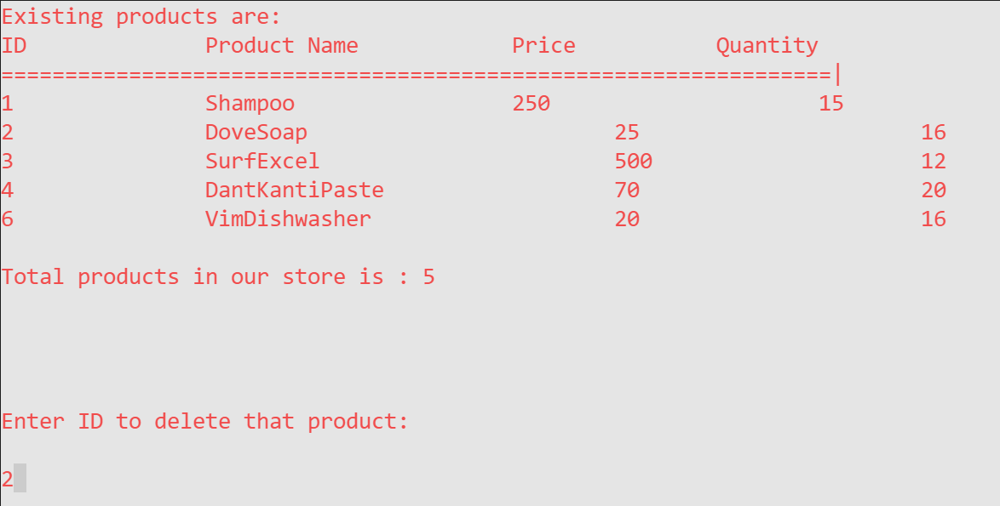 Existing products are:
ID Product Name Price Quantity
=================================================================|
1 Shampoo 250 15
2 DoveSoap 25 16
3 SurfExcel 500 12
4 DantKantiPaste 70 20
6 VimDishwasher 20 16
Total products in our store is : 5
Enter ID to delete that product:
2